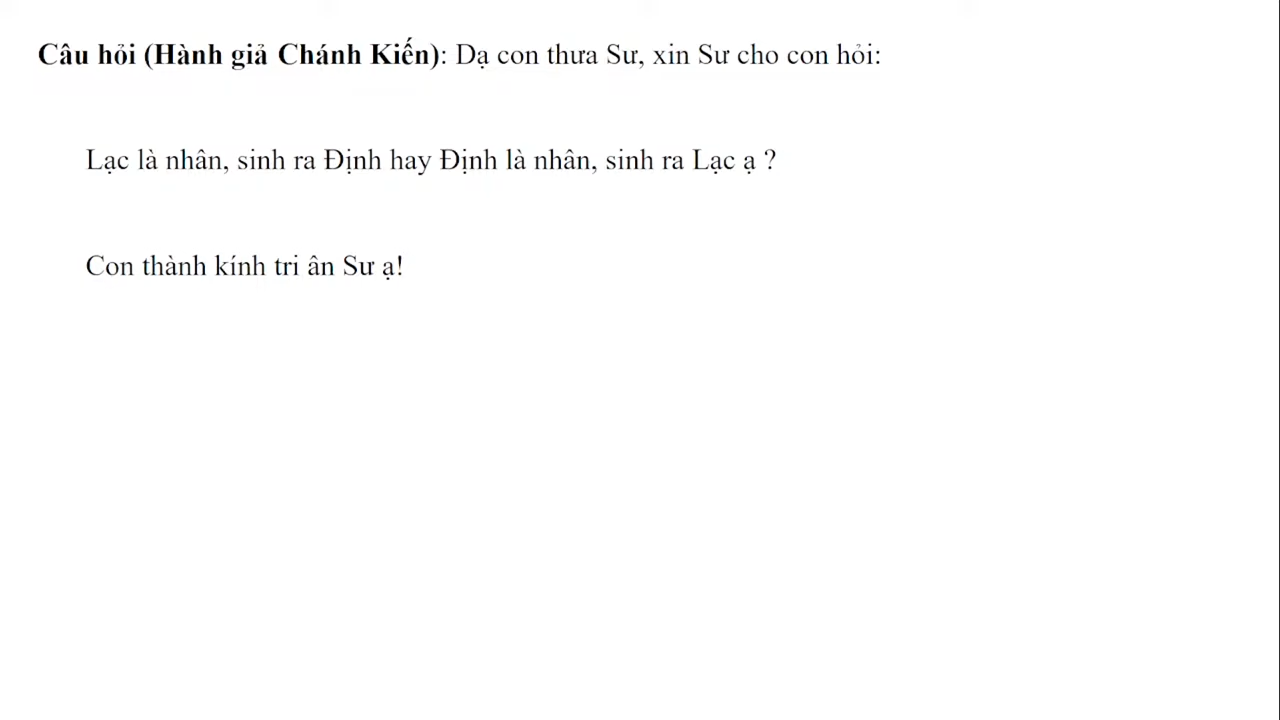 Câu hỏi (Hành giả Chánh Kiến): Dạ con thưa Sư, xin Sư cho con hỏi:
Lạc là nhân, sinh ra Định hay Định là nhân, sinh ra Lạc ạ ?
Con thành kính tri ân Sư ạ!